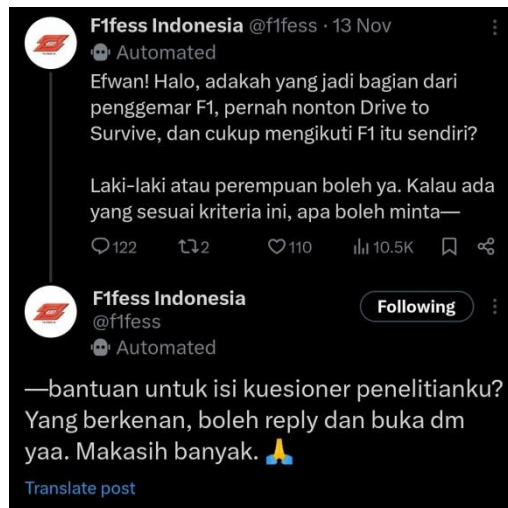 F1fess Indonesia @f1fess · 13 Nov
Automated
Efwan! Halo, adakah yang jadi bagian dari
penggemar F1, pernah nonton Drive to
Survive, dan cukup mengikuti F1 itu sendiri?
Laki-laki atau perempuan boleh ya. Kalau ada
yang sesuai kriteria ini, apa boleh minta—
122 2 110 10.5K
F1fess Indonesia
Following
@f1fess
Automated
—bantuan untuk isi kuesioner penelitianku?
Yang berkenan, boleh reply dan buka dm
yaa. Makasih banyak. 🙏
Translate post